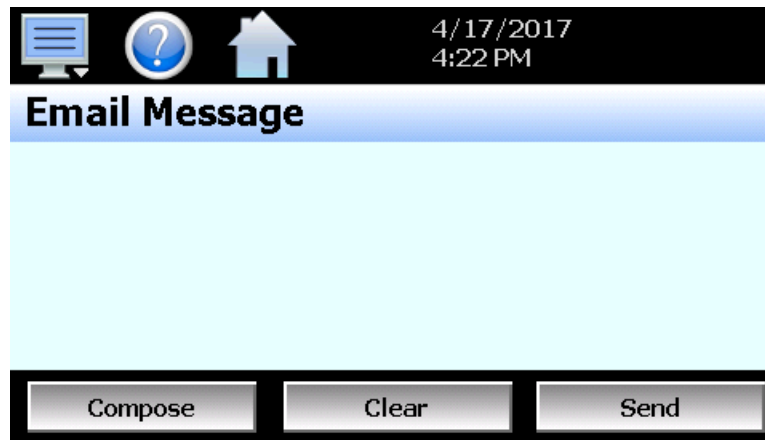 ?
4/17/2017
4:22 PM
Email Message
Compose
Clear
Send